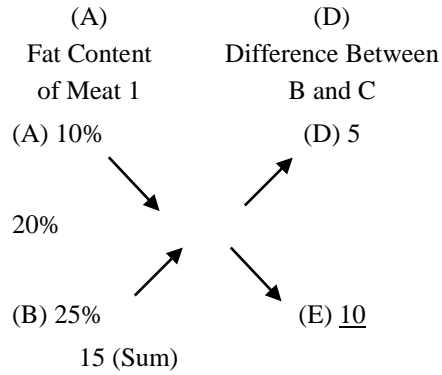 (A) (D)
Fat Content Difference Between
of Meat 1 B and C
(A) 10% (D) 5
20%
(B) 25% (E) 10
15 (Sum)